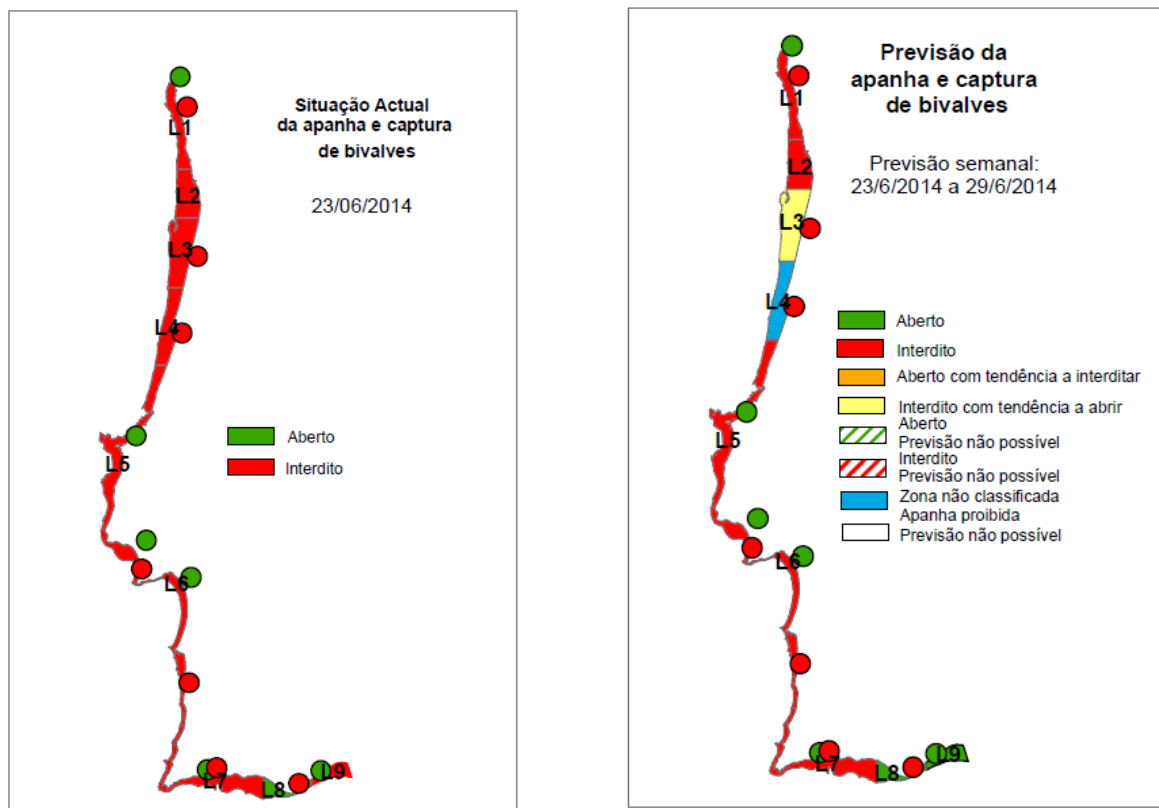 Situação Actual
da apanha e captura
de bivalves
23/06/2014
L1
L2
L3
L4
L5
L6
L7
L8
L9
Aberto
Interdito
Previsão da
apanha e captura
de bivalves
Previsão semanal:
23/6/2014 a 29/6/2014
L1
L2
L3
L4
L5
L6
L7
L8
L9
Aberto
Interdito
Aberto com tendência a interditar
Interdito com tendência a abrir
Aberto
Previsão não possível
Interdito
Previsão não possível
Zona não classificada
Apanha proibida
Previsão não possível